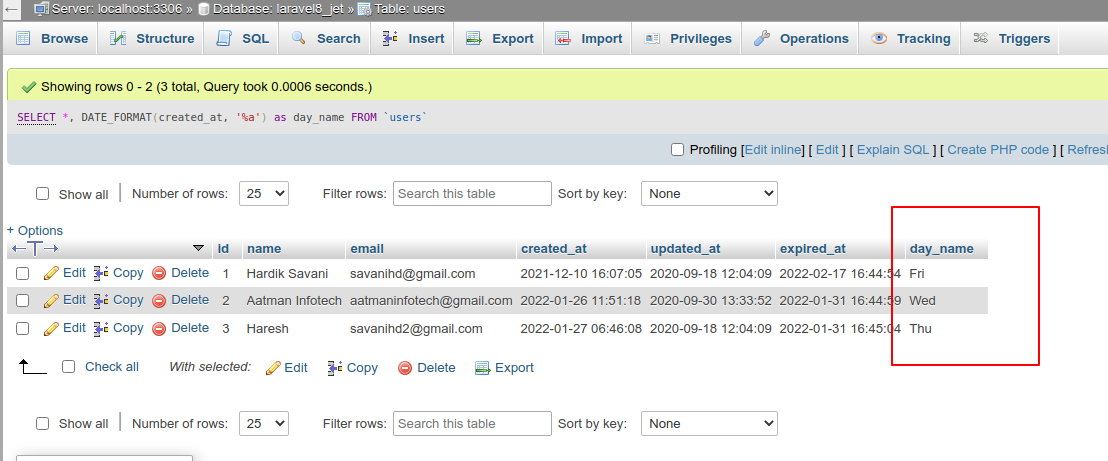 ← Server: localhost:3306 » Database: laravel8_jet » Table: users
Browse Structure SQL Search Insert Export Import Privileges Operations Tracking Triggers
Showing rows 0 - 2 (3 total, Query took 0.0006 seconds.)
SELECT *, DATE_FORMAT(created_at, '%a') as day_name FROM `users`
Profiling [Edit inline] [ Edit ] [ Explain SQL ] [ Create PHP code ] [ Refresh
Show all | Number of rows: 25 Filter rows: Search this table Sort by key: None
+ Options
←T→ id name email created_at updated_at expired_at day_name
Edit Copy Delete 1 Hardik Savani savanihd@gmail.com 2021-12-10 16:07:05 2020-09-18 12:04:09 2022-02-17 16:44:54 Fri
Edit Copy Delete 2 Aatman Infotech aatmaninfotech@gmail.com 2022-01-26 11:51:18 2020-09-30 13:33:52 2022-01-31 16:44:59 Wed
Edit Copy Delete 3 Haresh savanihd2@gmail.com 2022-01-27 06:46:08 2020-09-18 12:04:09 2022-01-31 16:45:04 Thu
Check all With selected: Edit Copy Delete Export
Show all | Number of rows: 25 Filter rows: Search this table Sort by key: None